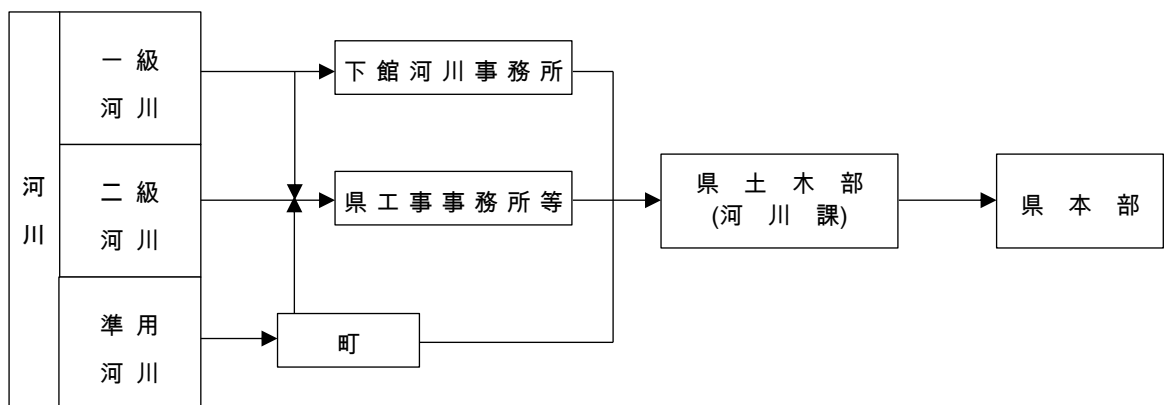 河
川
一級
河川
二級
河川
準用
河川
下館河川事務所
県工事事務所等
町
県土木部
(河川課)
県本部